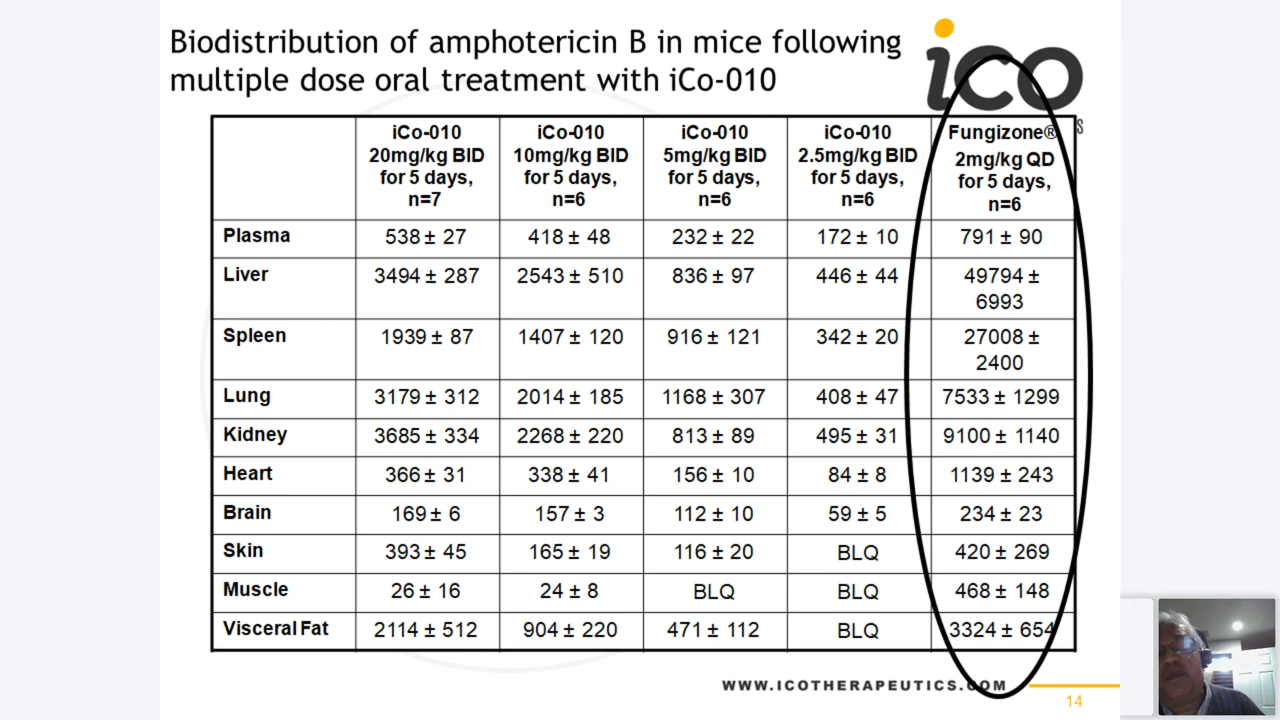 Biodistribution of amphotericin B in mice following
multiple dose oral treatment with iCo-010
ico
S
iCo-010 20mg/kg BID for 5 days, n=7 iCo-010 10mg/kg BID for 5 days, n=6 iCo-010 5mg/kg BID for 5 days, n=6 iCo-010 2.5mg/kg BID for 5 days, n=6 Fungizone® 2mg/kg QD for 5 days, n=6
Plasma 538 ± 27 418 ± 48 232 ± 22 172 ± 10 791 ± 90
Liver 3494 ± 287 2543 ± 510 836 ± 97 446 ± 44 49794 ± 6993
Spleen 1939 ± 87 1407 ± 120 916 ± 121 342 ± 20 27008 ± 2400
Lung 3179 ± 312 2014 ± 185 1168 ± 307 408 ± 47 7533 ± 1299
Kidney 3685 ± 334 2268 ± 220 813 ± 89 495 ± 31 9100 ± 1140
Heart 366 ± 31 338 ± 41 156 ± 10 84 ± 8 1139 ± 243
Brain 169 ± 6 157 ± 3 112 ± 10 59 ± 5 234 ± 23
Skin 393 ± 45 165 ± 19 116 ± 20 BLQ 420 ± 269
Muscle 26 ± 16 24 ± 8 BLQ BLQ 468 ± 148
Visceral Fat 2114 ± 512 904 ± 220 471 ± 112 BLQ 3324 ± 654
WWW.ICOTHERAPEUTICS.COM
14